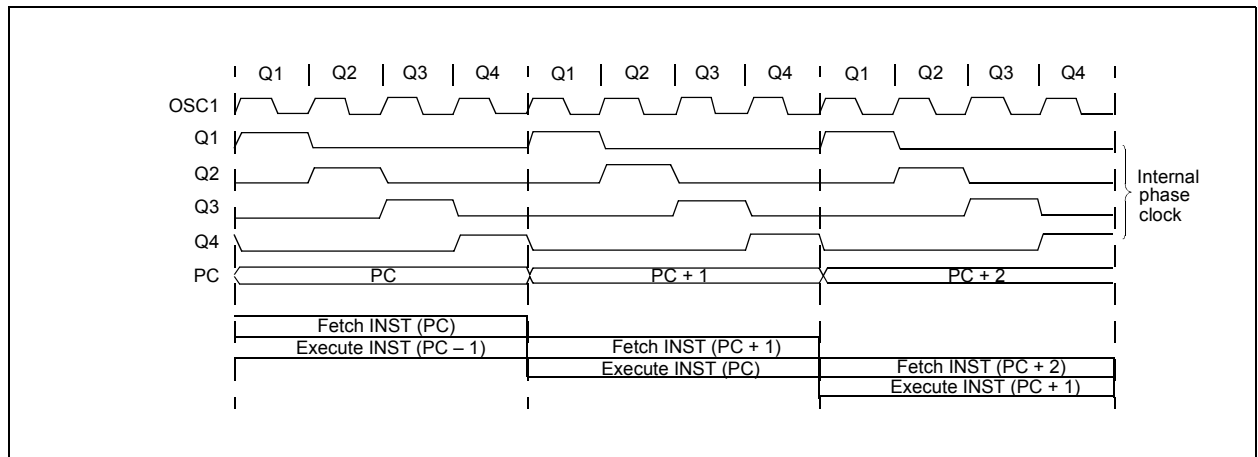 Q1 Q2 Q3 Q4 Q1 Q2 Q3 Q4 Q1 Q2 Q3 Q4
OSC1
Q1
Q2
Q3
Q4
Internal
phase
clock
PC PC PC + 1 PC + 2
Fetch INST (PC)
Execute INST (PC – 1) Fetch INST (PC + 1)
Execute INST (PC) Fetch INST (PC + 2)
Execute INST (PC + 1)